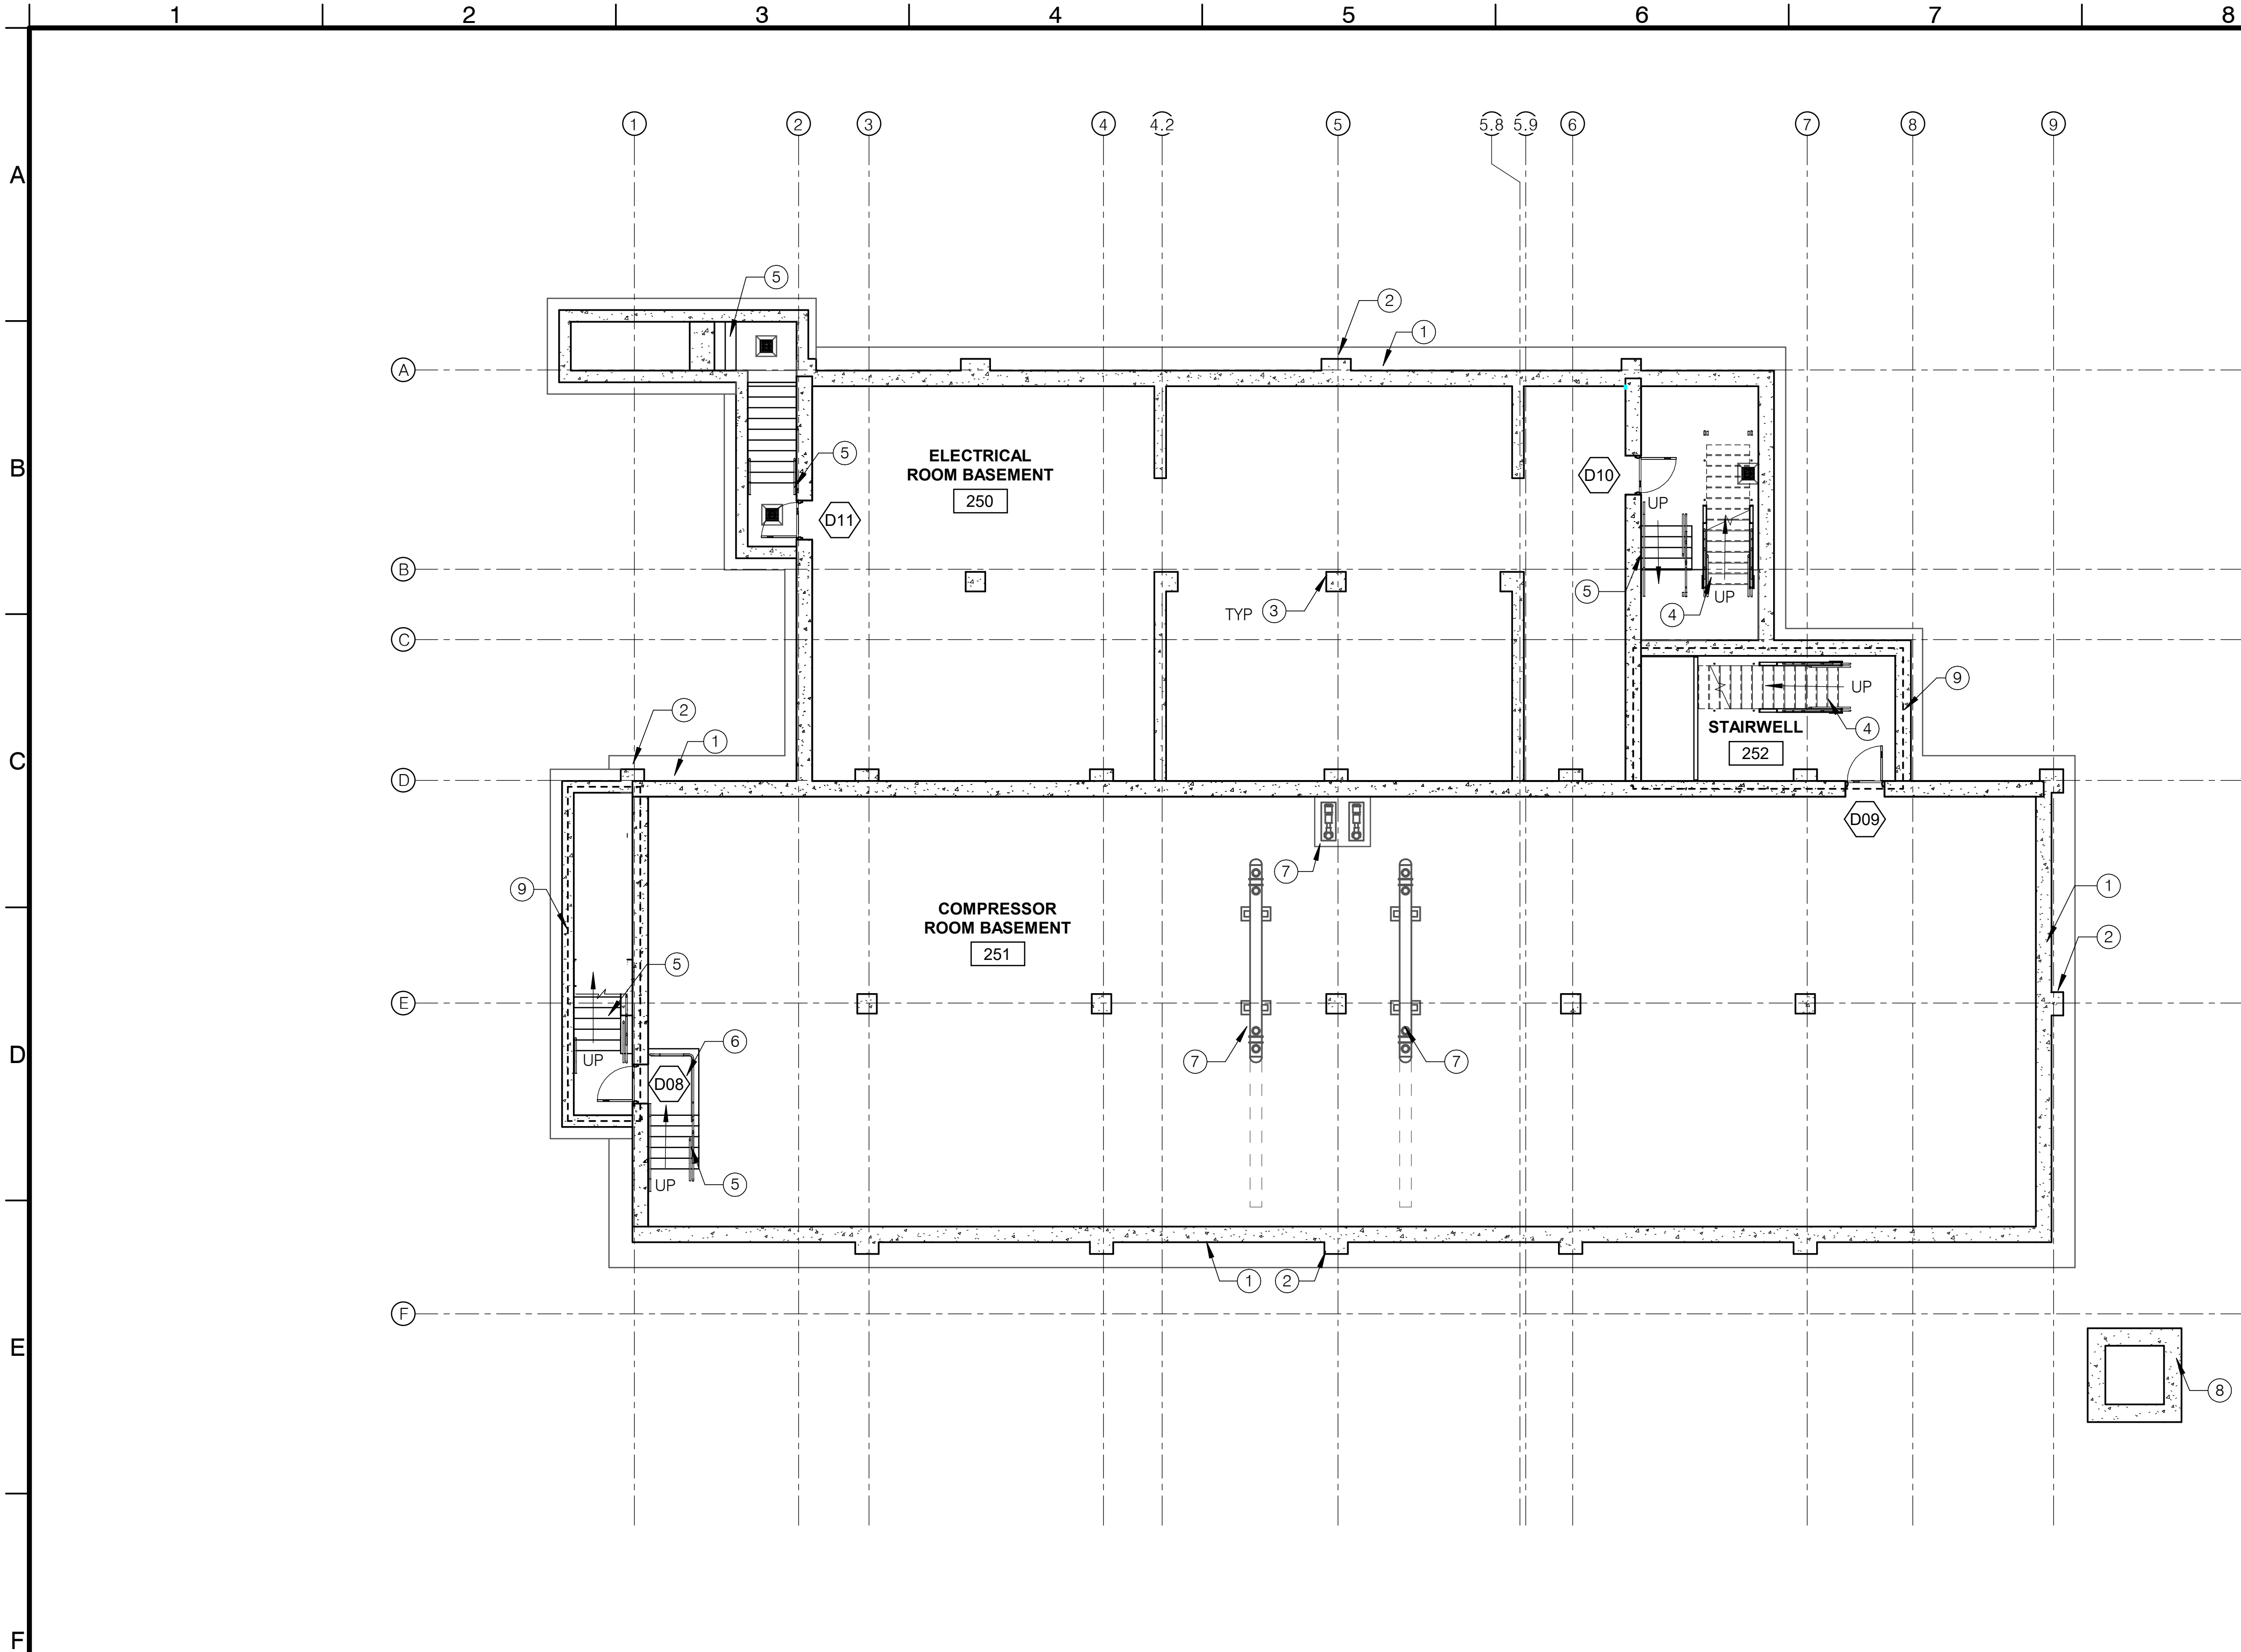 1 2 3 4 5 6 7 8
1 2 3 4 4.2 5 5.8 5.9 6 7 8 9
A
5
2
1
A
B
5
ELECTRICAL
ROOM BASEMENT
250
D10
UP
D11
B
5
UP
TYP 3
4
C
9
UP
2
STAIRWELL
4
1
252
C
D
D09
7
9
1
COMPRESSOR
ROOM BASEMENT
251
2
5
E
6
D
UP
7
7
D08
UP
5
1
2
F
E
8
F